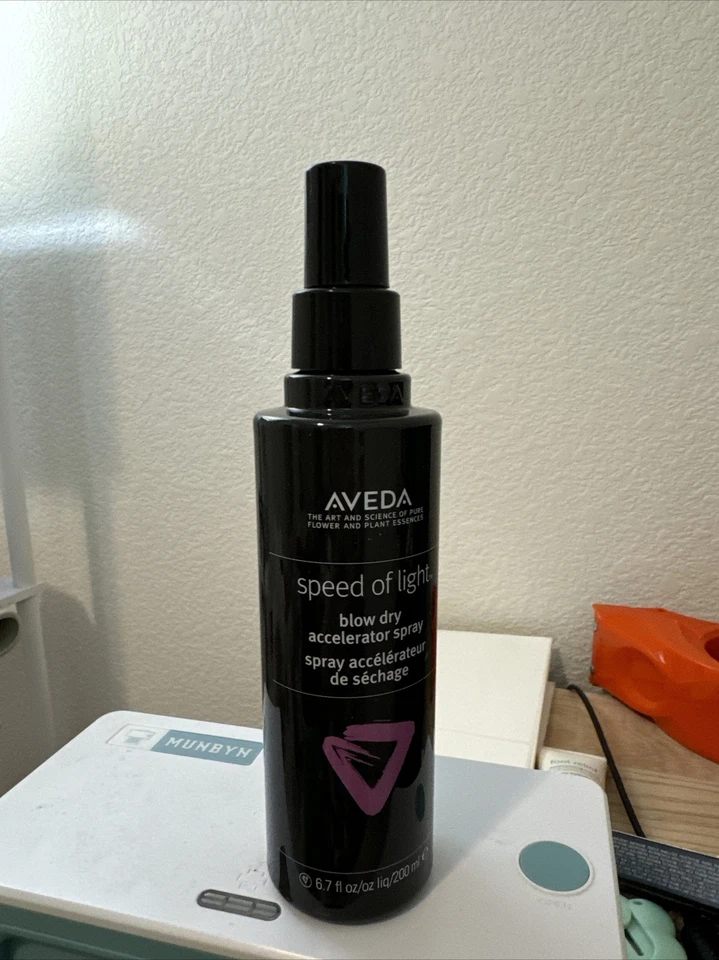 AVEDA
AVEDA
THE ART AND SCIENCE OF PURE
FLOWER AND PLANT ESSENCES
speed of light
blow dry
accelerator spray
spray accélérateur
de séchage
6.7 fl oz/oz liq/200 ml e
MUNBYN